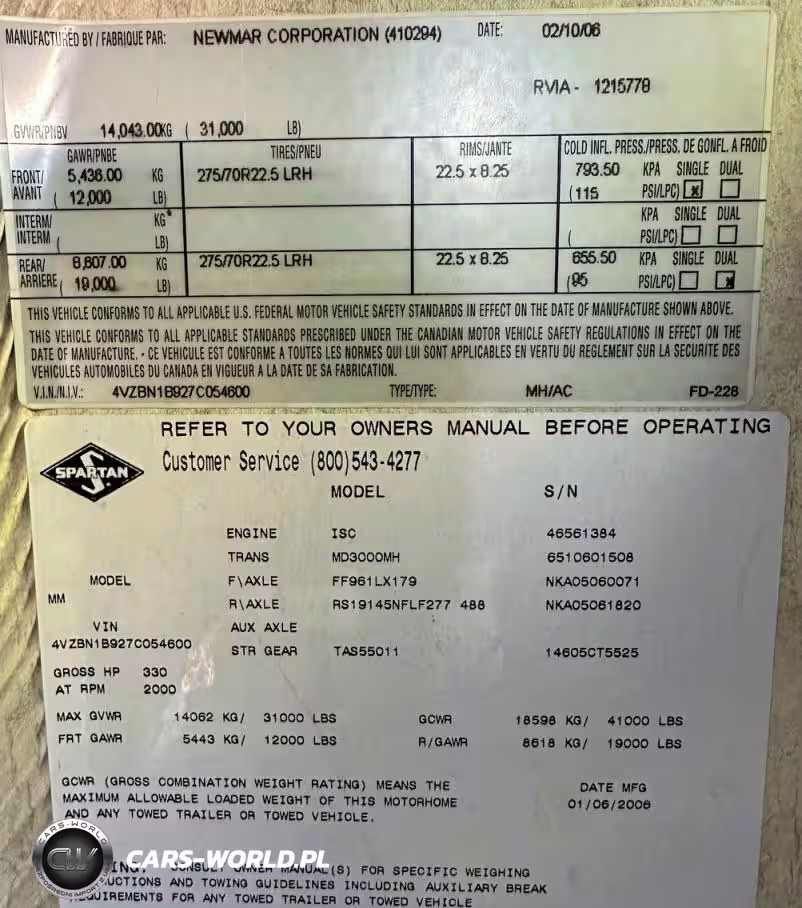 MANUFACTURED BY / FABRIQUE PAR: NEWMAR CORPORATION (410294) DATE: 02/10/06
RVIA - 1215778
GVWR/PNBV 14,043.00KG ( 31,000 LB)
GAWR/PNBE TIRES/PNEU RIMS/JANTE COLD INFL. PRESS./PRESS. DE GONFL. A FROID
FRONT/ 5,436.00 KG 275/70R22.5 LRH 22.5 x 8.25 793.50 KPA SINGLE DUAL
AVANT ( 12,000 LB) (115 PSI/LPC) x
INTERM/ KG KPA SINGLE DUAL
INTERM ( LB) ( PSI/LPC)
REAR/ 8,607.00 KG 275/70R22.5 LRH 22.5 x 8.25 655.50 KPA SINGLE DUAL
ARRIERE ( 19,000 LB) (95 PSI/LPC) x
THIS VEHICLE CONFORMS TO ALL APPLICABLE U.S. FEDERAL MOTOR VEHICLE SAFETY STANDARDS IN EFFECT ON THE DATE OF MANUFACTURE SHOWN ABOVE.
THIS VEHICLE CONFORMS TO ALL APPLICABLE STANDARDS PRESCRIBED UNDER THE CANADIAN MOTOR VEHICLE SAFETY REGULATIONS IN EFFECT ON THE
DATE OF MANUFACTURE. - CE VEHICULE EST CONFORME A TOUTES LES NORMES QUI LUI SONT APPLICABLES EN VERTU DU REGLEMENT SUR LA SECURITE DES
VEHICULES AUTOMOBILES DU CANADA EN VIGUEUR A LA DATE DE SA FABRICATION.
V.I.N./N.I.V.: 4VZBN1B927C054600 TYPE/TYPE: MH/AC FD-228
REFER TO YOUR OWNERS MANUAL BEFORE OPERATING
SPARTAN Customer Service (800)543-4277
MODEL S/N
ENGINE ISC 46561384
TRANS MD3000MH 6510601508
MODEL F\AXLE FF961LX179 NKA05060071
MM R\AXLE RS19145NFLF277 488 NKA05061820
VIN AUX AXLE
4VZBN1B927C054600 STR GEAR TAS55011 14605CT5525
GROSS HP 330
AT RPM 2000
MAX GVWR 14062 KG/ 31000 LBS GCWR 18598 KG/ 41000 LBS
FRT GAWR 5443 KG/ 12000 LBS R/GAWR 8618 KG/ 19000 LBS
GCWR (GROSS COMBINATION WEIGHT RATING) MEANS THE DATE MFG
MAXIMUM ALLOWABLE LOADED WEIGHT OF THIS MOTORHOME 01/06/2006
AND ANY TOWED TRAILER OR TOWED VEHICLE.
CARS-WORLD
CW
CARS-WORLD.PL
CONSULT OWNER MANUAL(S) FOR SPECIFIC WEIGHING
AND TOWING GUIDELINES INCLUDING AUXILIARY BREAK
FOR ANY TOWED TRAILER OR TOWED VEHICLE